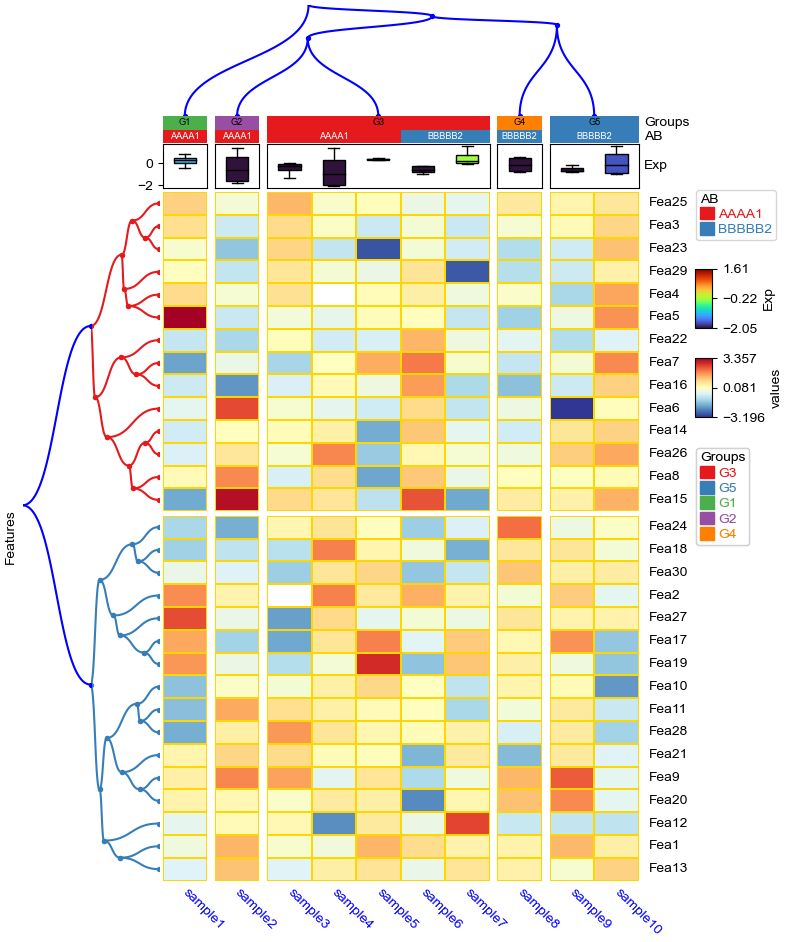 G1 G2 G3 G4 G5 Groups
AAAA1 AAAA1 AAAA1 BBBBB2 BBBBB2 BBBBB2 AB
0
−2
Exp
Fea25
Fea3
Fea23
Fea29
Fea4
Fea5
Fea22
Fea7
Fea16
Fea6
Fea14
Fea26
Fea8
Fea15
Fea24
Fea18
Fea30
Fea2
Fea27
Fea17
Fea19
Fea10
Fea11
Fea28
Fea21
Fea9
Fea20
Fea12
Fea1
Fea13
Features
sample1 sample2 sample3 sample4 sample5 sample6 sample7 sample8 sample9 sample10
AB
AAAA1
BBBBB2
1.61
−0.22
−2.05
Exp
3.357
0.081
−3.196
values
Groups
G3
G5
G1
G2
G4